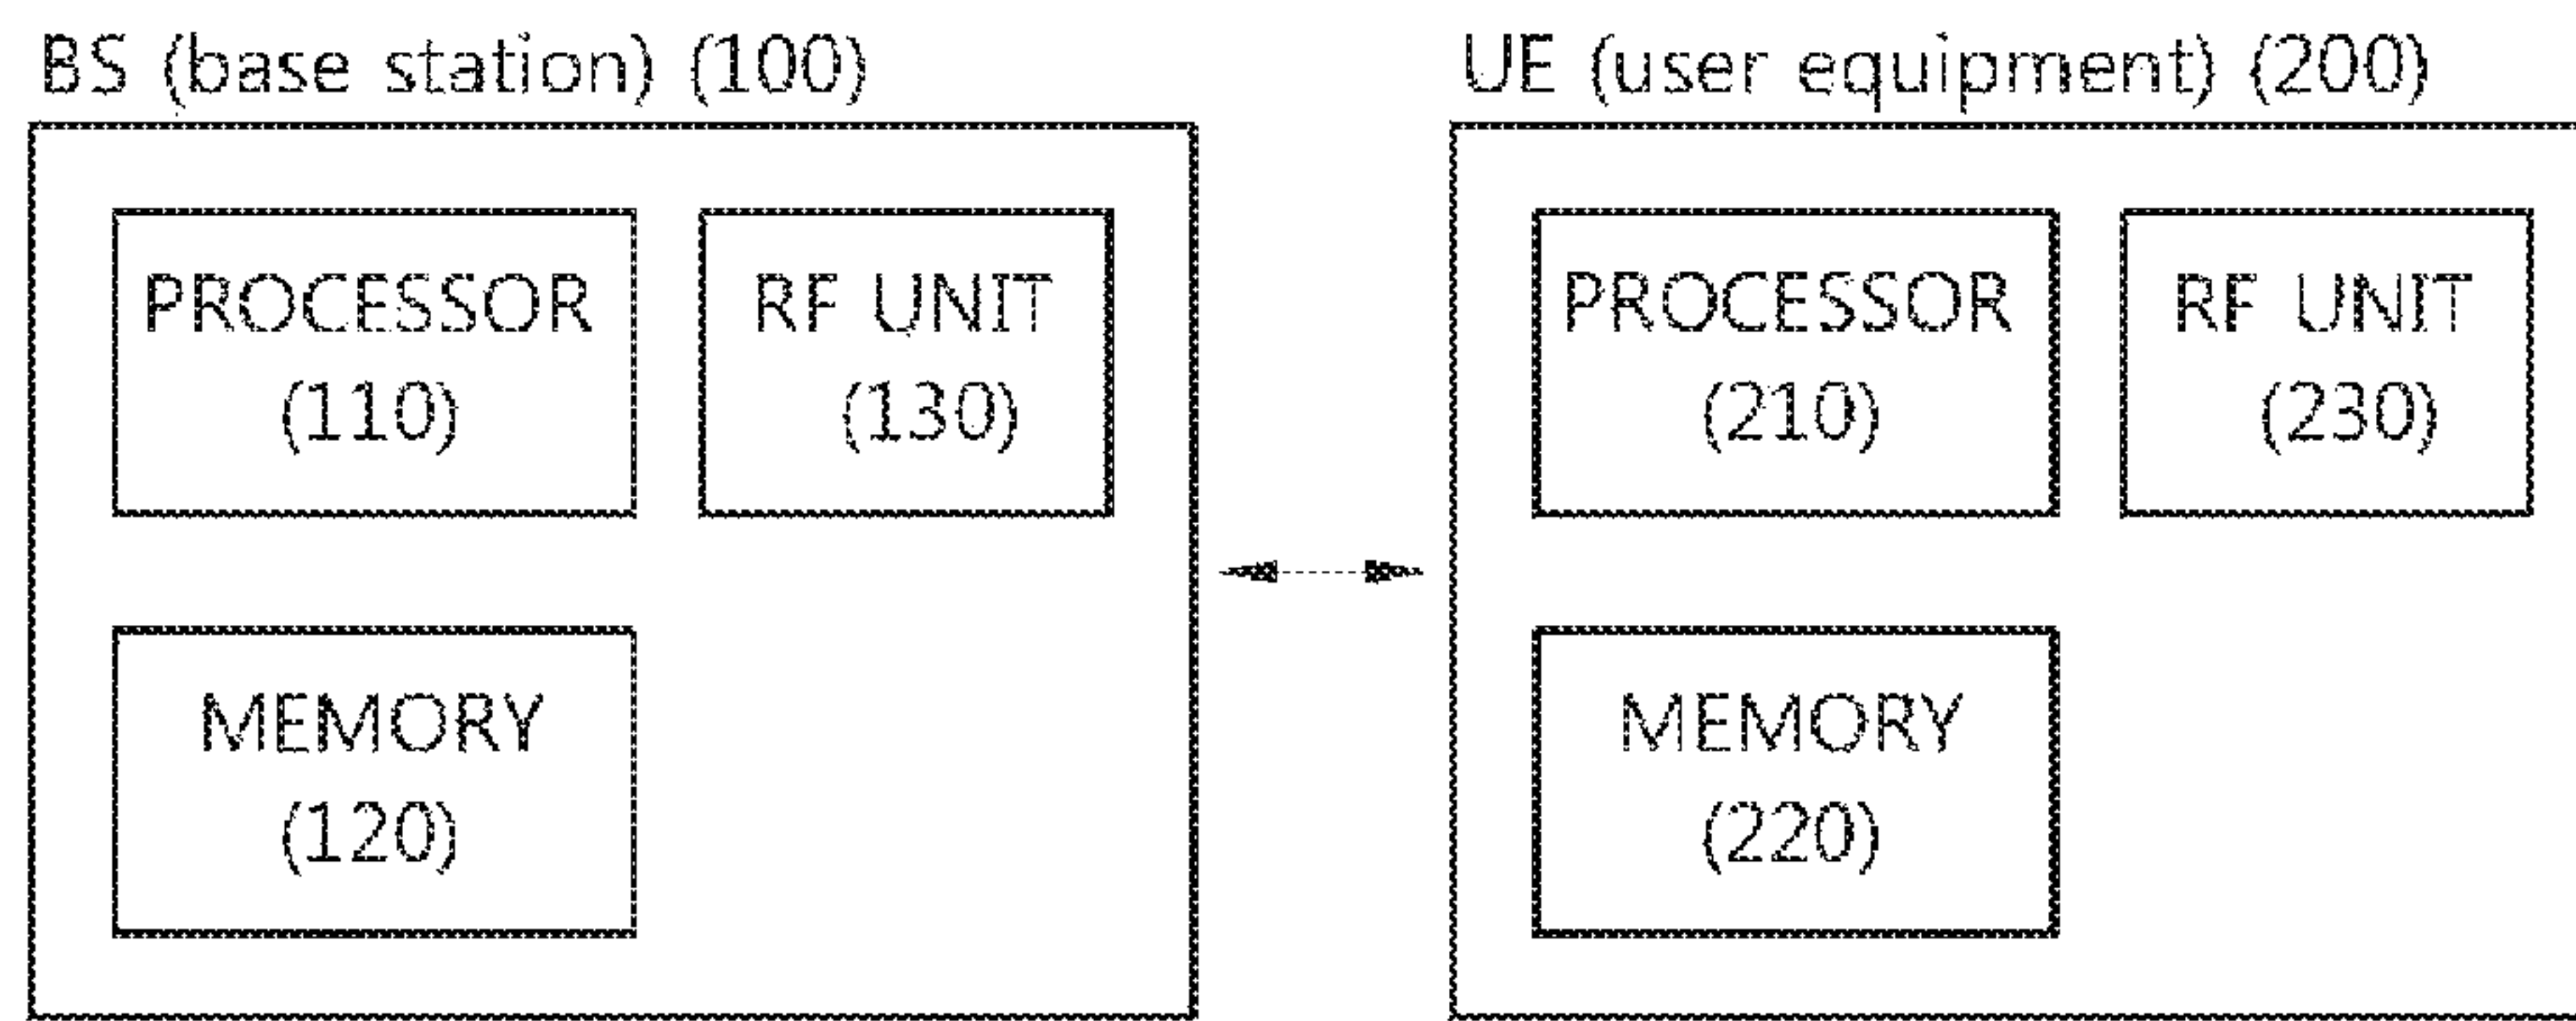 BS (base station) (100)
PROCESSOR
(110)
RF UNIT
(130)
MEMORY
(120)
UE (user equipment) (200)
PROCESSOR
(210)
RF UNIT
(230)
MEMORY
(220)